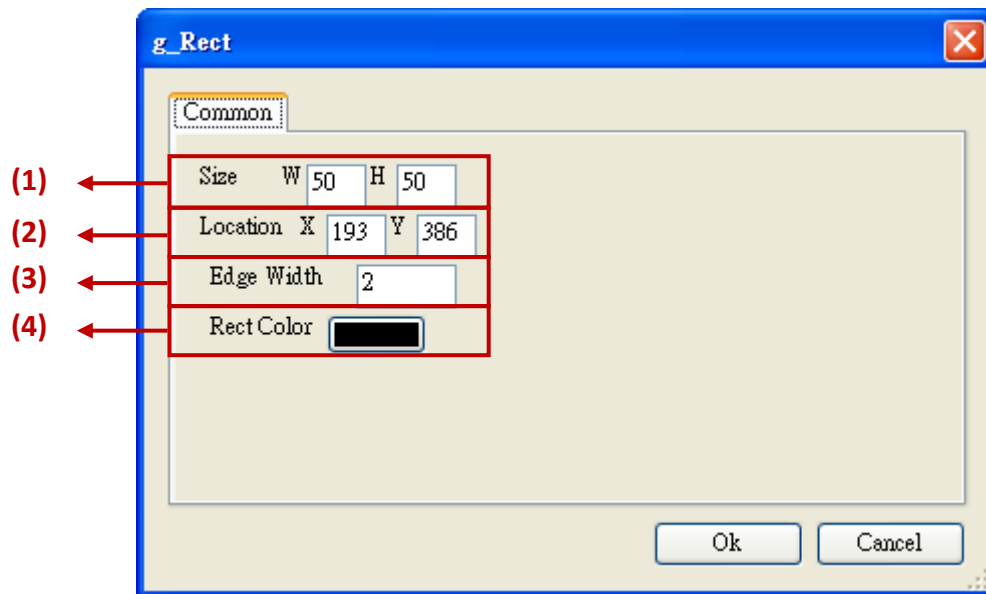 g_Rect
Common
(1) Size W 50 H 50
(2) Location X 193 Y 386
(3) Edge Width 2
(4) Rect Color
Ok Cancel